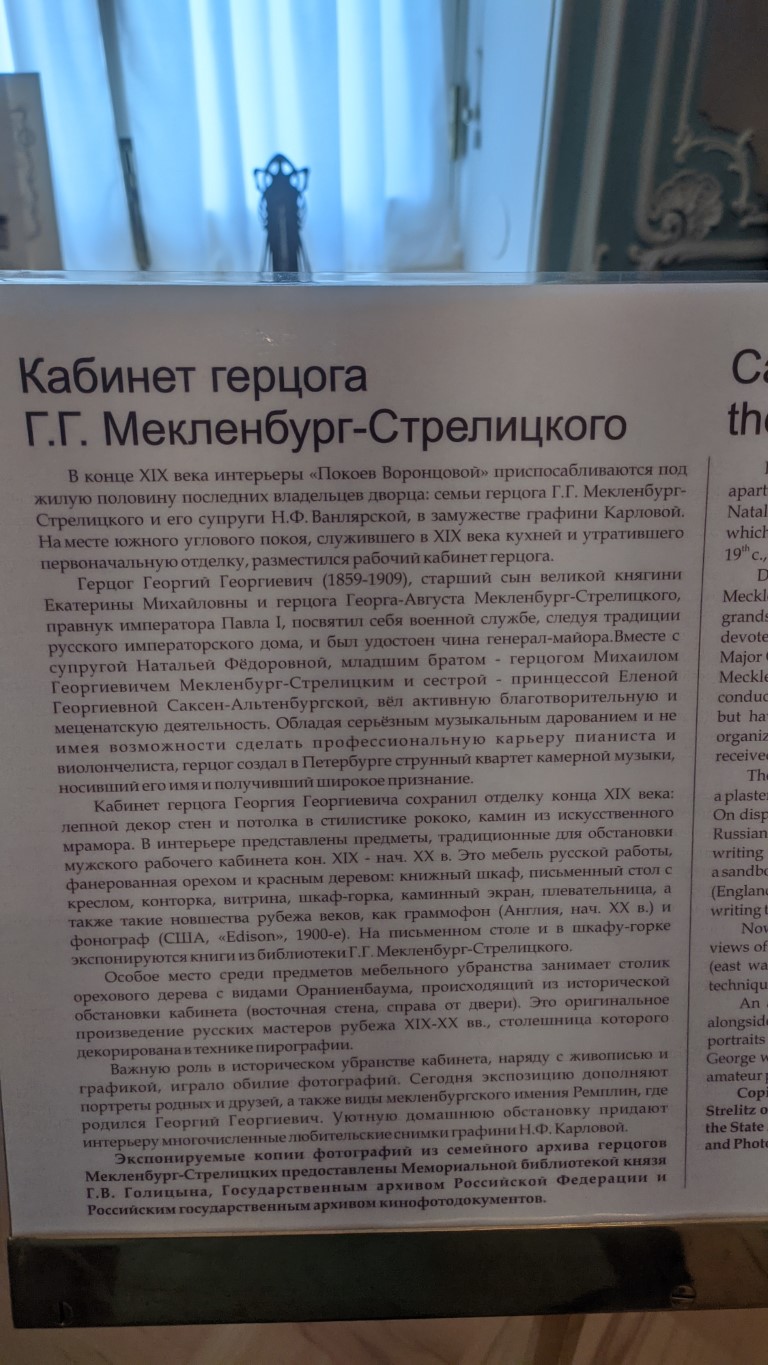 Кабинет герцога
Г.Г. Мекленбург-Стрелицкого
В конце XIX века интерьеры «Покоев Воронцовой» приспосабливаются под
жилую половину последних владельцев дворца: семьи герцога Г.Г. Мекленбург-
Стрелицкого и его супруги Н.Ф. Ванлярской, в замужестве графини Карловой.
На месте южного углового покоя, служившего в XIX века кухней и утратившего
первоначальную отделку, разместился рабочий кабинет герцога.
Герцог Георгий Георгиевич (1859-1909), старший сын великой княгини
Екатерины Михайловны и герцога Георга-Августа Мекленбург-Стрелицкого,
правнук императора Павла I, посвятил себя военной службе, следуя традиции
русского императорского дома, и был удостоен чина генерал-майора.Вместе с
супругой Натальей Фёдоровной, младшим братом - герцогом Михаилом
Георгиевичем Мекленбург-Стрелицким и сестрой - принцессой Еленой
Георгиевной Саксен-Альтенбургской, вёл активную благотворительную и
меценатскую деятельность. Обладая серьёзным музыкальным дарованием и не
имея возможности сделать профессиональную карьеру пианиста и
виолончелиста, герцог создал в Петербурге струнный квартет камерной музыки,
носивший его имя и получивший широкое признание.
Кабинет герцога Георгия Георгиевича сохранил отделку конца XIX века:
лепной декор стен и потолка в стилистике рококо, камин из искусственного
мрамора. В интерьере представлены предметы, традиционные для обстановки
мужского рабочего кабинета кон. XIX - нач. XX в. Это мебель русской работы,
фанерованная орехом и красным деревом: книжный шкаф, письменный стол с
креслом, конторка, витрина, шкаф-горка, каминный экран, плевательница, а
также такие новшества рубежа веков, как граммофон (Англия, нач. XX в.) и
фонограф (США, «Edison», 1900-е). На письменном столе и в шкафу-горке
экспонируются книги из библиотеки Г.Г. Мекленбург-Стрелицкого.
Особое место среди предметов мебельного убранства занимает столик
орехового дерева с видами Ораниенбаума, происходящий из исторической
обстановки кабинета (восточная стена, справа от двери). Это оригинальное
произведение русских мастеров рубежа XIX-XX вв., столешница которого
декорирована в технике пирографии.
Важную роль в историческом убранстве кабинета, наряду с живописью и
графикой, играло обилие фотографий. Сегодня экспозицию дополняют
портреты родных и друзей, а также виды мекленбургского имения Ремплин, где
родился Георгий Георгиевич. Уютную домашнюю обстановку придают
интерьеру многочисленные любительские снимки графини Н.Ф. Карловой.
Экспонируемые копии фотографий из семейного архива герцогов
Мекленбург-Стрелицких предоставлены Мемориальной библиотекой князя
Г.В. Голицына, Государственным архивом Российской Федерации и
Российским государственным архивом кинофотодокументов.
the
apart
Natal
which
19th c.,
D
Meckl
grands
devote
Major
Meckle
conduc
but ha
organiz
received
The
a plaster
On disp
Russian
writing
a sandbo
(England
writing t
Now
views of
(east wa
techniqu
An
alongside
portraits
George w
amateur p
Copi
Strelitz o
the State
and Photo